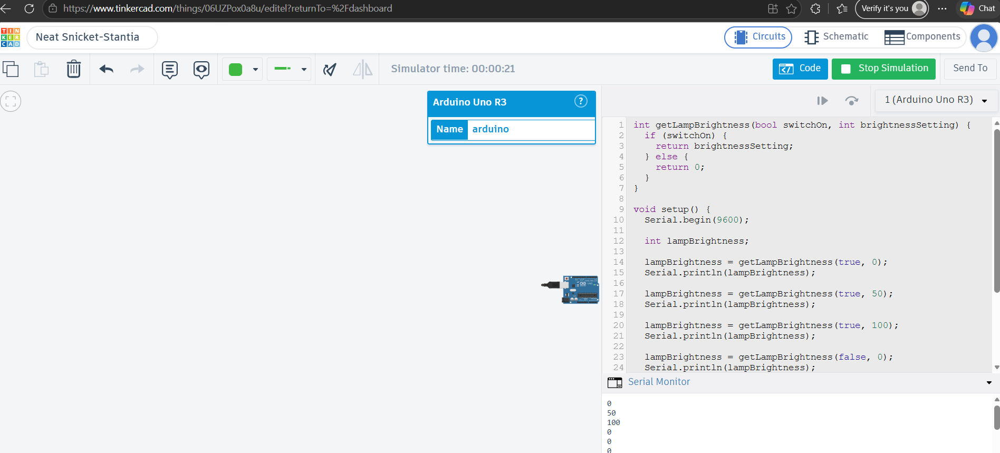 https://www.tinkercad.com/things/06UZPox0a8u/editel?returnTo=%2Fdashboard
Verify it's you
Chat
TIN
KER
CAD
Neat Snicket-Stantia
Circuits
Schematic
Components
Simulator time: 00:00:21
Code
Stop Simulation
Send To
Arduino Uno R3
?
Name
arduino
1 (Arduino Uno R3)
1 int getLampBrightness(bool switchOn, int brightnessSetting) {
2   if (switchOn) {
3     return brightnessSetting;
4   } else {
5     return 0;
6   }
7 }
8
9 void setup() {
10   Serial.begin(9600);
11
12   int lampBrightness;
13
14   lampBrightness = getLampBrightness(true, 0);
15   Serial.println(lampBrightness);
16
17   lampBrightness = getLampBrightness(true, 50);
18   Serial.println(lampBrightness);
19
20   lampBrightness = getLampBrightness(true, 100);
21   Serial.println(lampBrightness);
22
23   lampBrightness = getLampBrightness(false, 0);
24   Serial.println(lampBrightness);
Serial Monitor
0
50
100
0
0
0